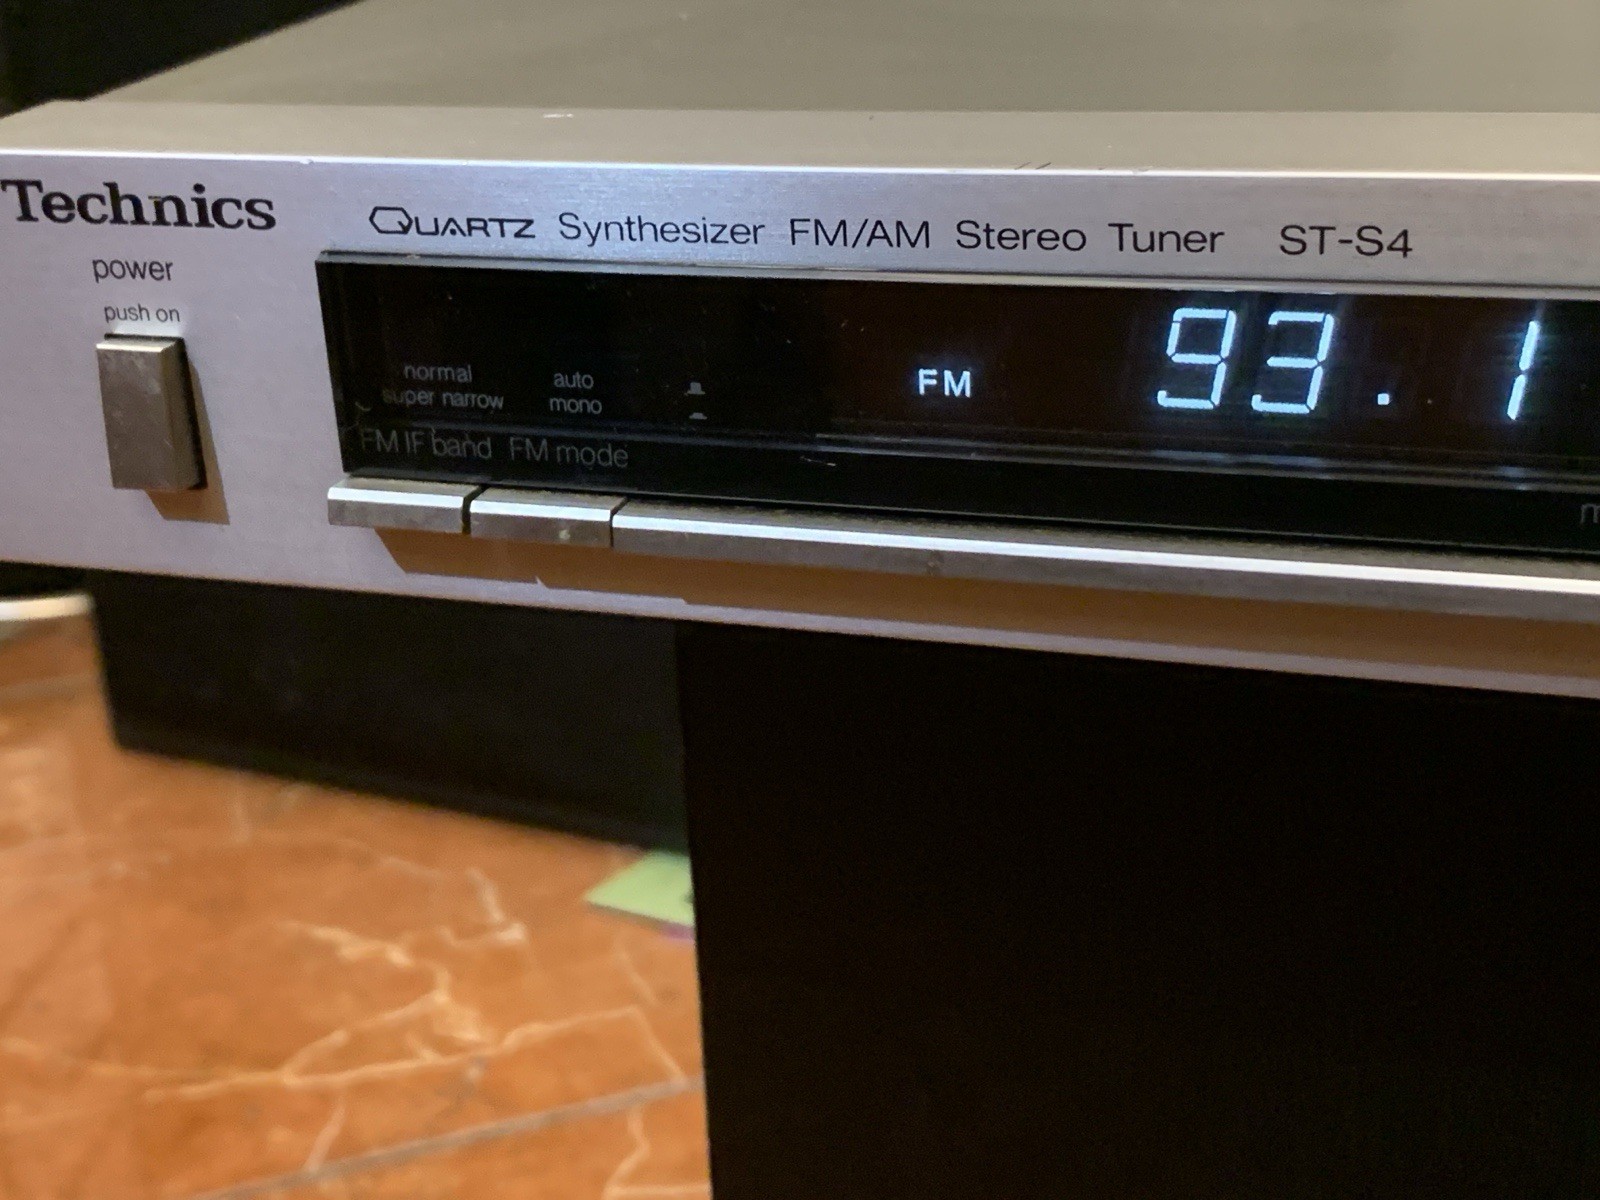 Technics
QUARTZ Synthesizer FM/AM Stereo Tuner ST-S4
power
push on
FM 93.1
normal
super narrow
auto
mono
FM IF band FM mode